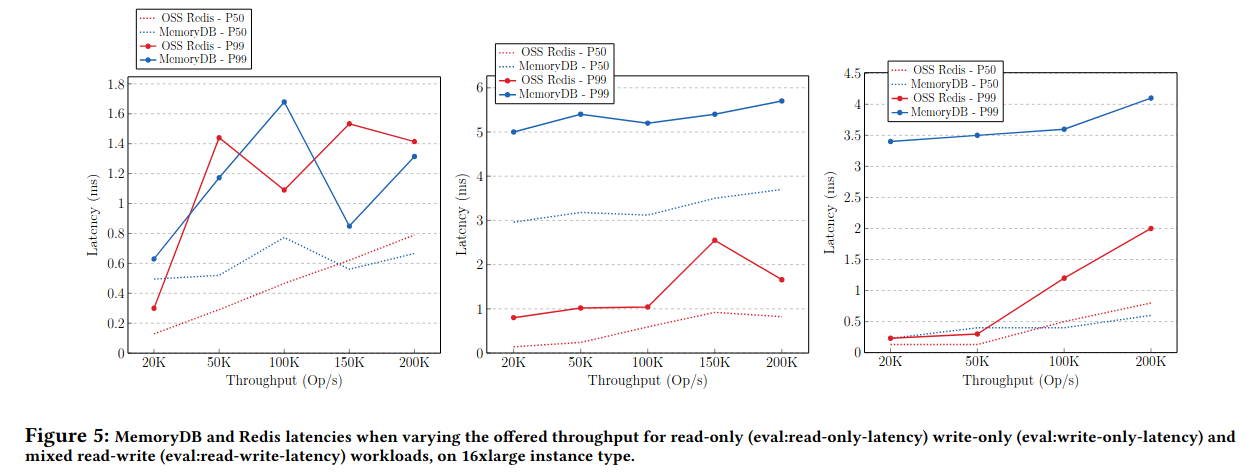 OSS Redis - P50
MemoryDB - P50
OSS Redis - P99
MemoryDB - P99
1.8
1.6
1.4
1.2
1
0.8
0.6
0.4
0.2
0
Latency (ms)
20K 50K 100K 150K 200K
Throughput (Op/s)
OSS Redis - P50
MemoryDB - P50
OSS Redis - P99
MemoryDB - P99
6
5
4
3
2
1
0
Latency (ms)
20K 50K 100K 150K 200K
Throughput (Op/s)
OSS Redis - P50
MemoryDB - P50
OSS Redis - P99
MemoryDB - P99
4.5
4
3.5
3
2.5
2
1.5
1
0.5
0
Latency (ms)
20K 50K 100K 200K
Throughput (Op/s)
Figure 5: MemoryDB and Redis latencies when varying the offered throughput for read-only (eval:read-only-latency) write-only (eval:write-only-latency) and
mixed read-write (eval:read-write-latency) workloads, on 16xlarge instance type.